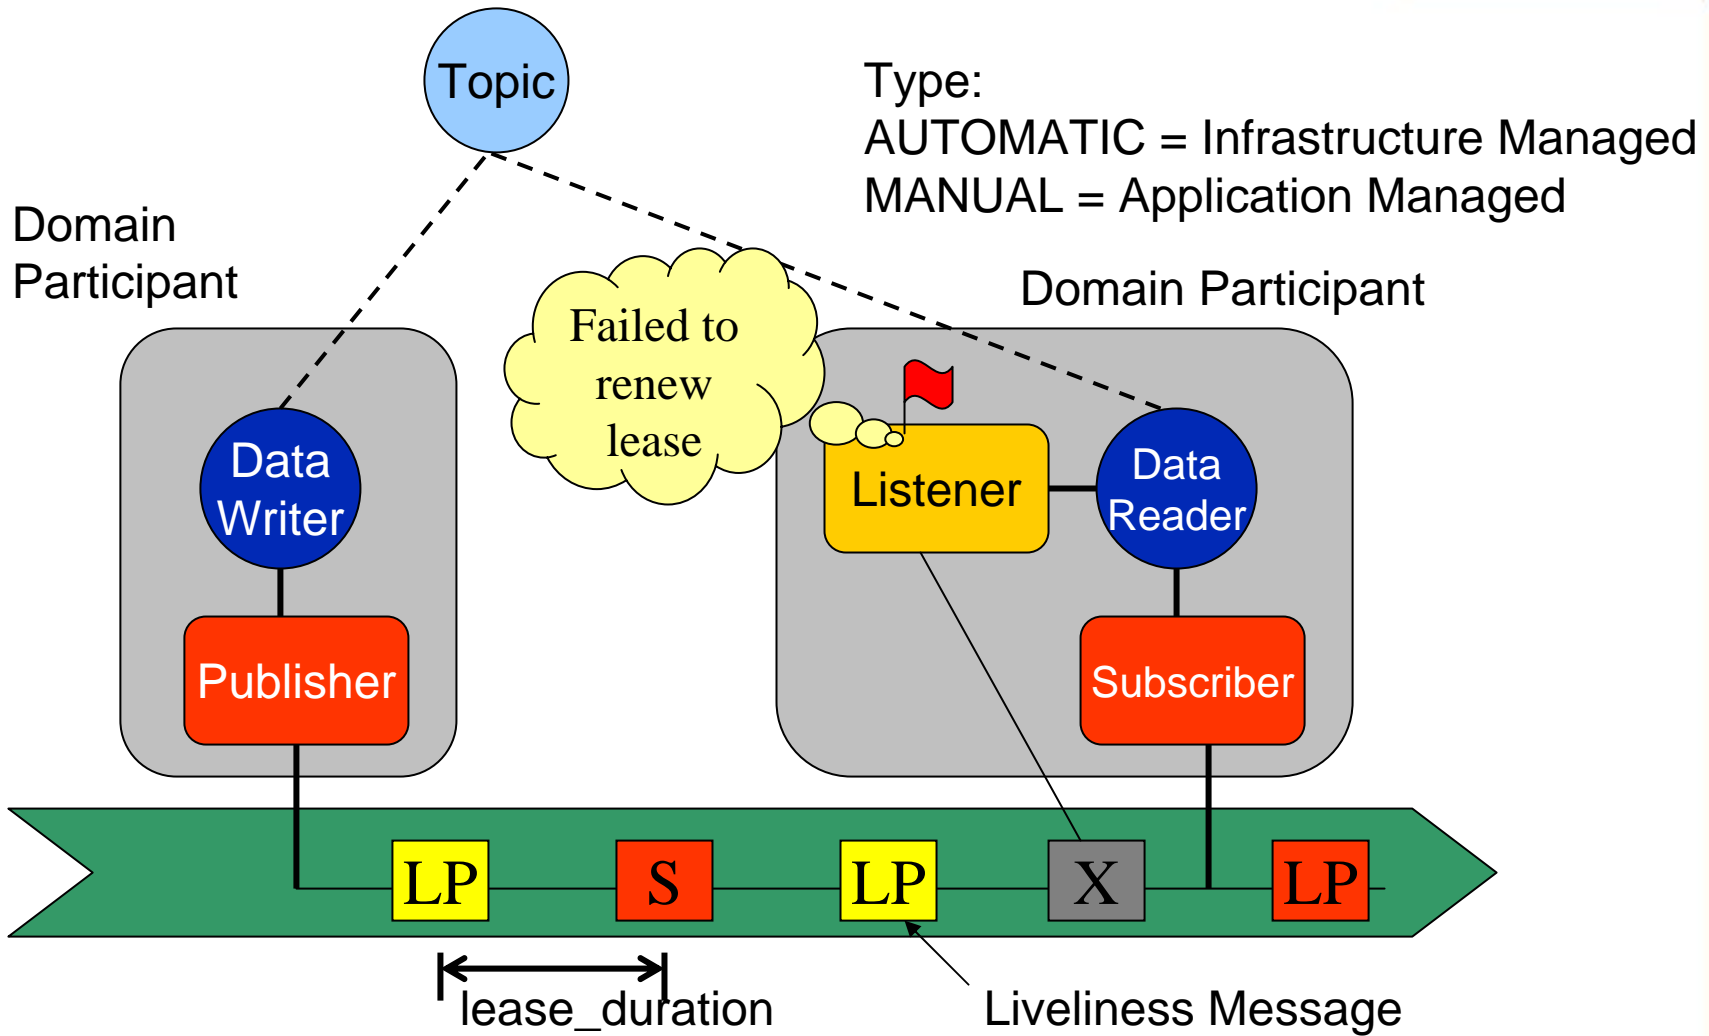 Topic
Type:
AUTOMATIC = Infrastructure Managed
MANUAL = Application Managed
Domain
Participant
Domain Participant
Failed to
renew
lease
Data
Writer
Listener
Data
Reader
Publisher
Subscriber
LP
S
LP
X
LP
lease_duration
Liveliness Message